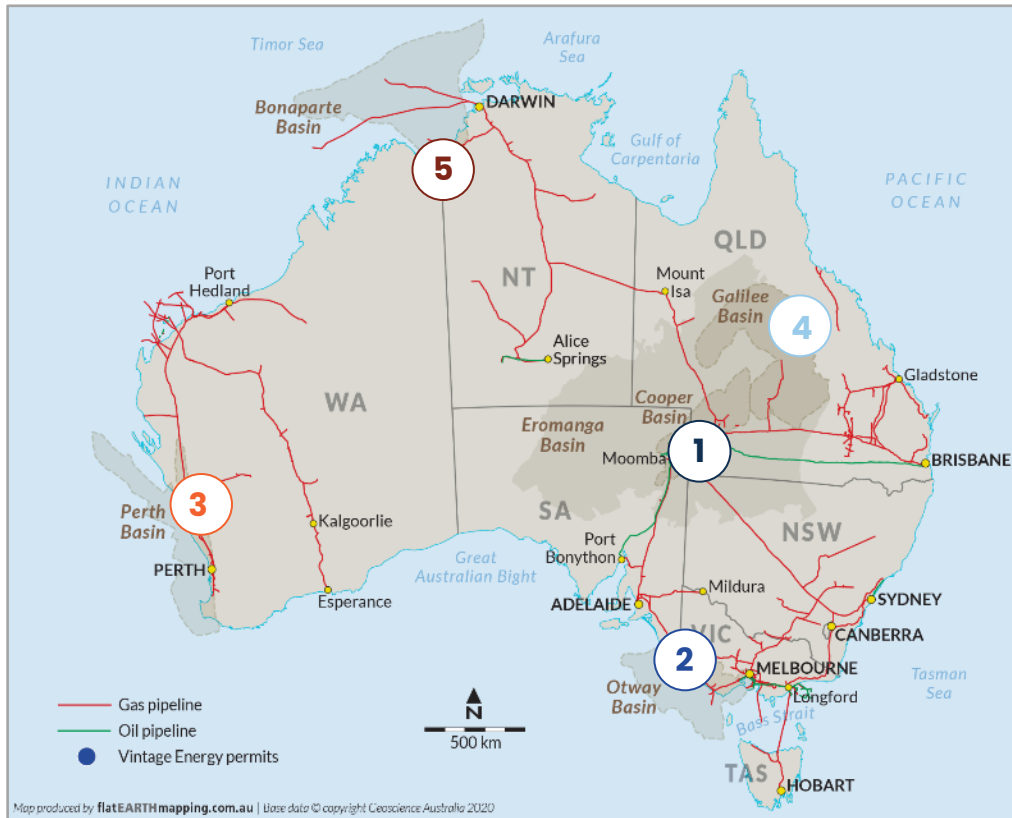 Timor Sea
Arafura
Sea
Bonaparte
Basin
DARWIN
Gulf of
Carpentaria
5
INDIAN
OCEAN
PACIFIC
OCEAN
QLD
NT
Port
Hedland
Mount
Isa
Galilee
Basin
4
Alice
Springs
Gladstone
WA
Cooper
Basin
Eromanga
Basin
Moomba
1
BRISBANE
3
Perth
Basin
SA
NSW
Kalgoorlie
Port
Bonython
PERTH
Great
Australian Bight
Mildura
Esperance
ADELAIDE
SYDNEY
VIC
CANBERRA
2
MELBOURNE
Tasman
Sea
Otway
Basin
Longford
Bass Strait
N
500 km
Gas pipeline
Oil pipeline
Vintage Energy permits
TAS
HOBART
Map produced by flatEARTHmapping.com.au | Base data © copyright Geoscience Australia 2020